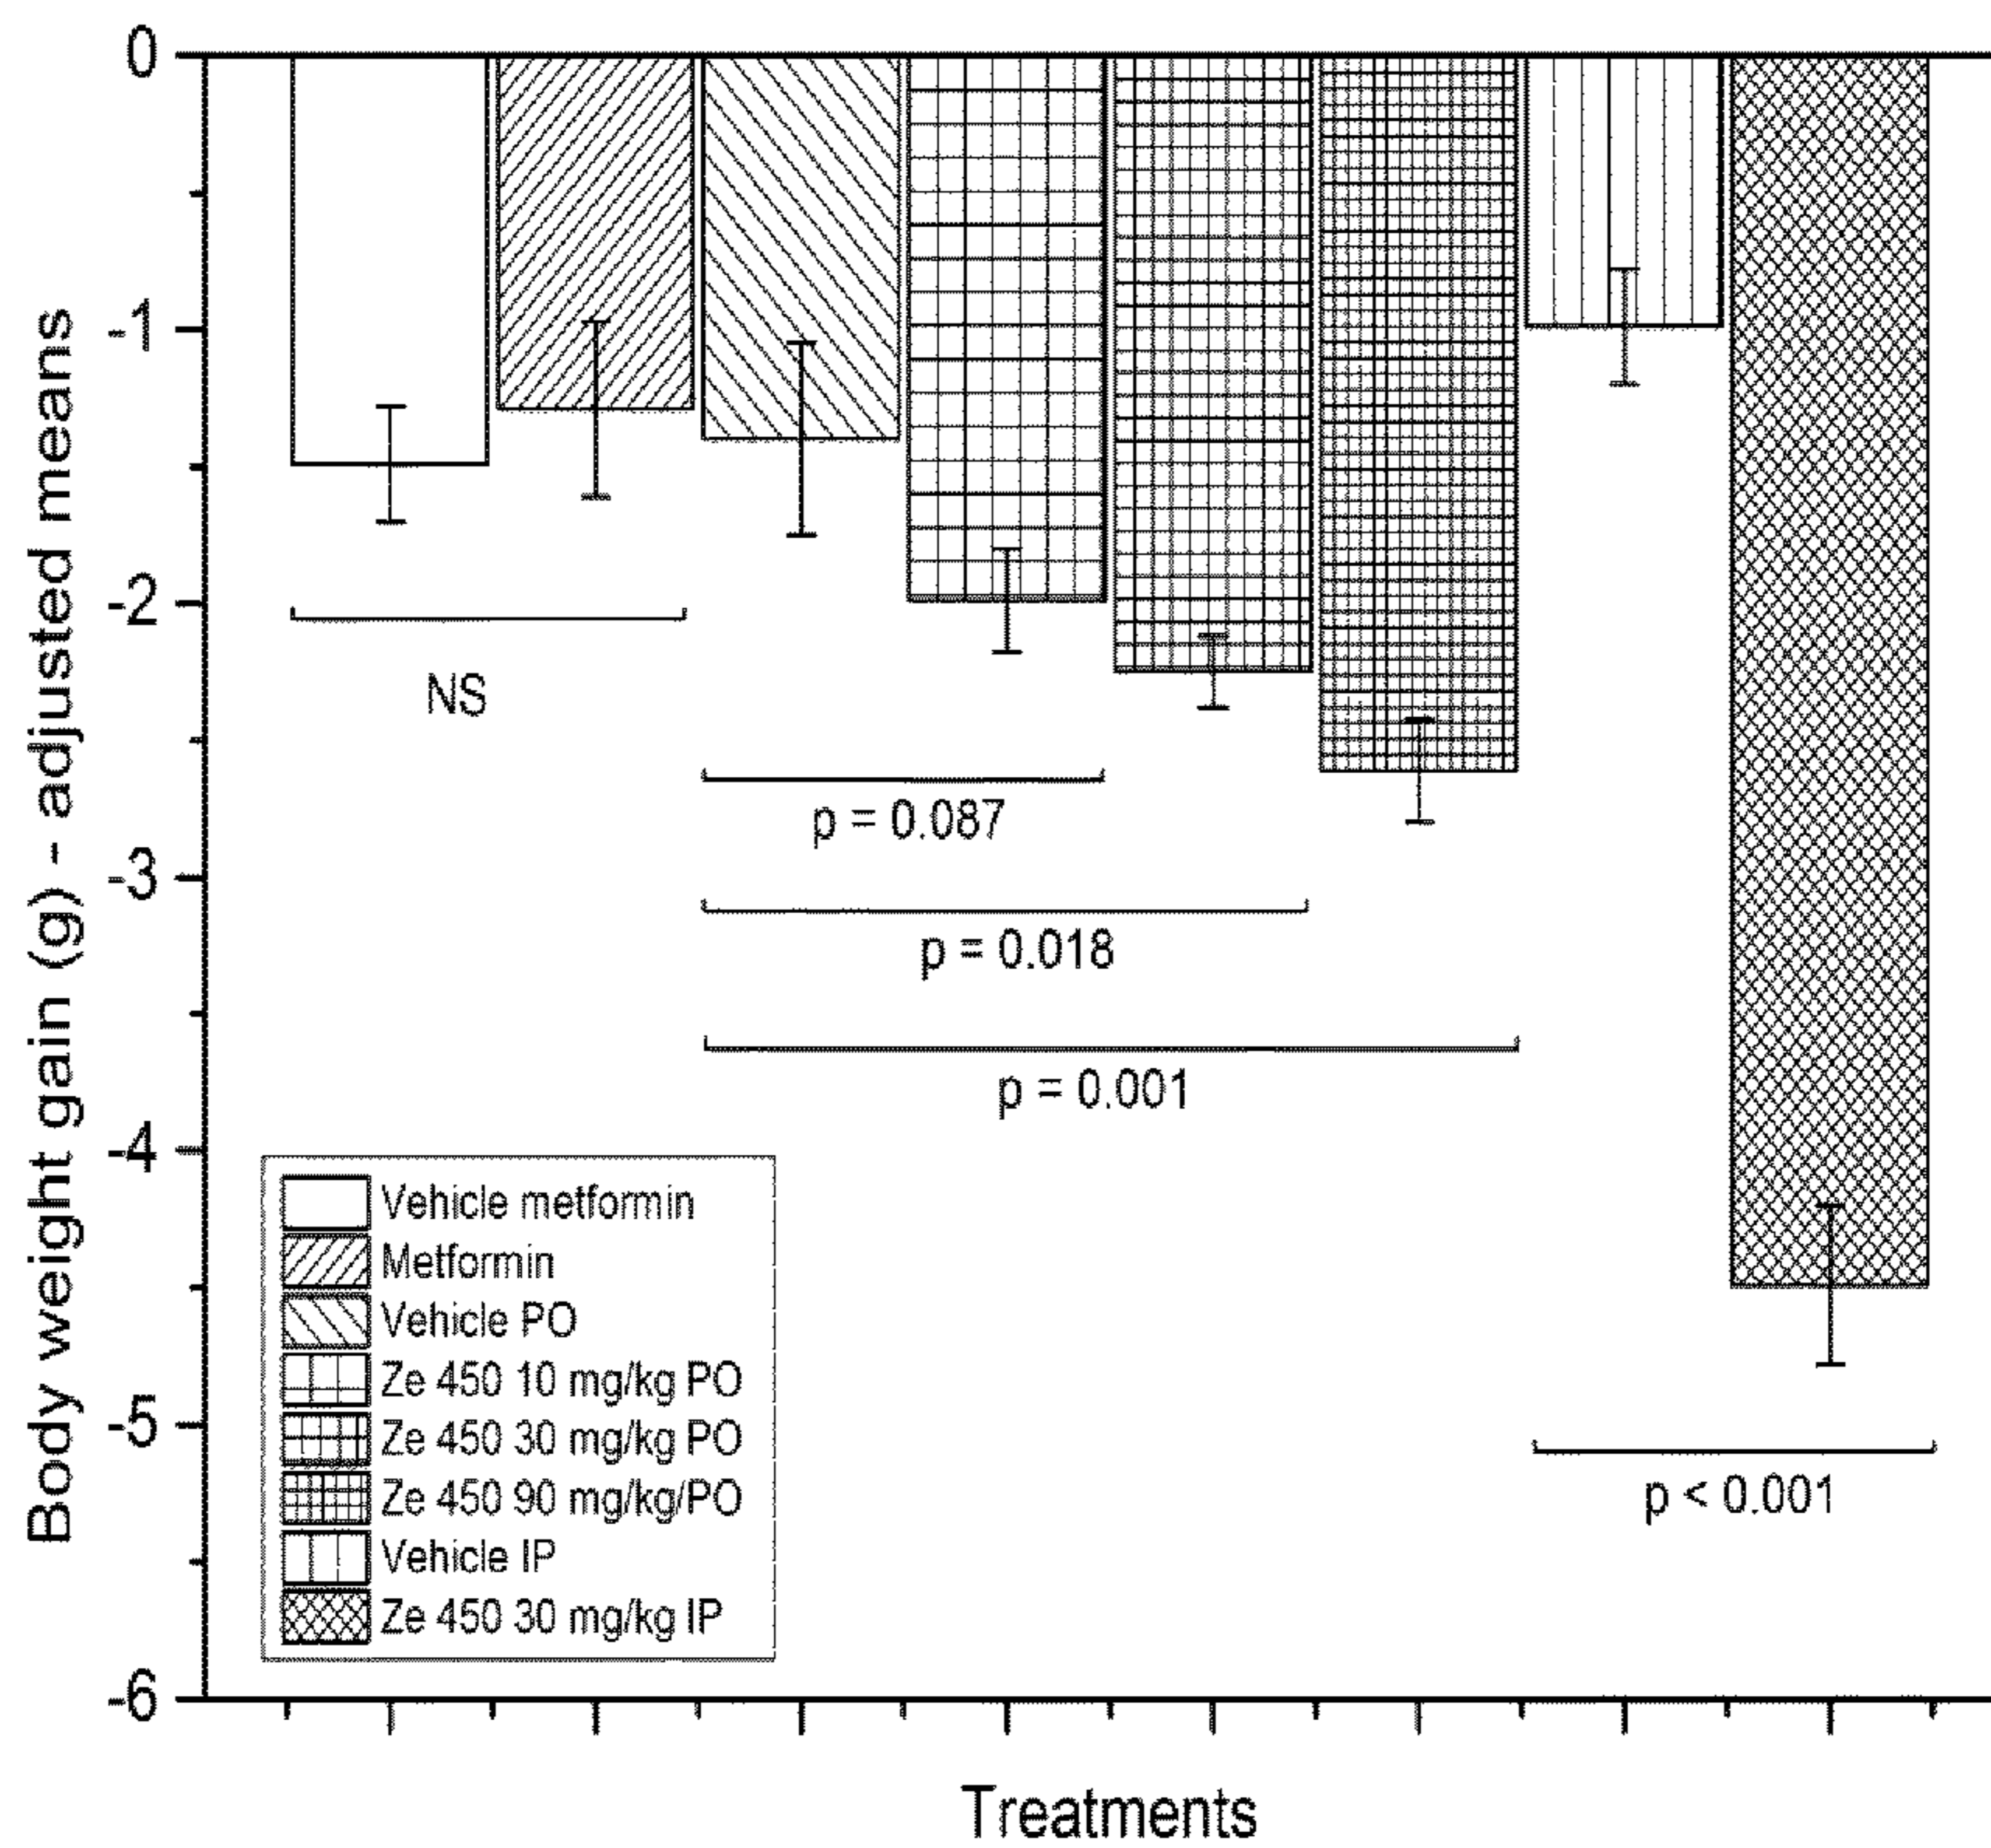 Body weight gain (g) - adjusted means
0
-1
-2
-3
-4
-5
-6
NS
p = 0.087
p = 0.018
p = 0.001
p < 0.001
Vehicle metformin
Metformin
Vehicle PO
Ze 450 10 mg/kg PO
Ze 450 30 mg/kg PO
Ze 450 90 mg/kg/PO
Vehicle IP
Ze 450 30 mg/kg IP
Treatments